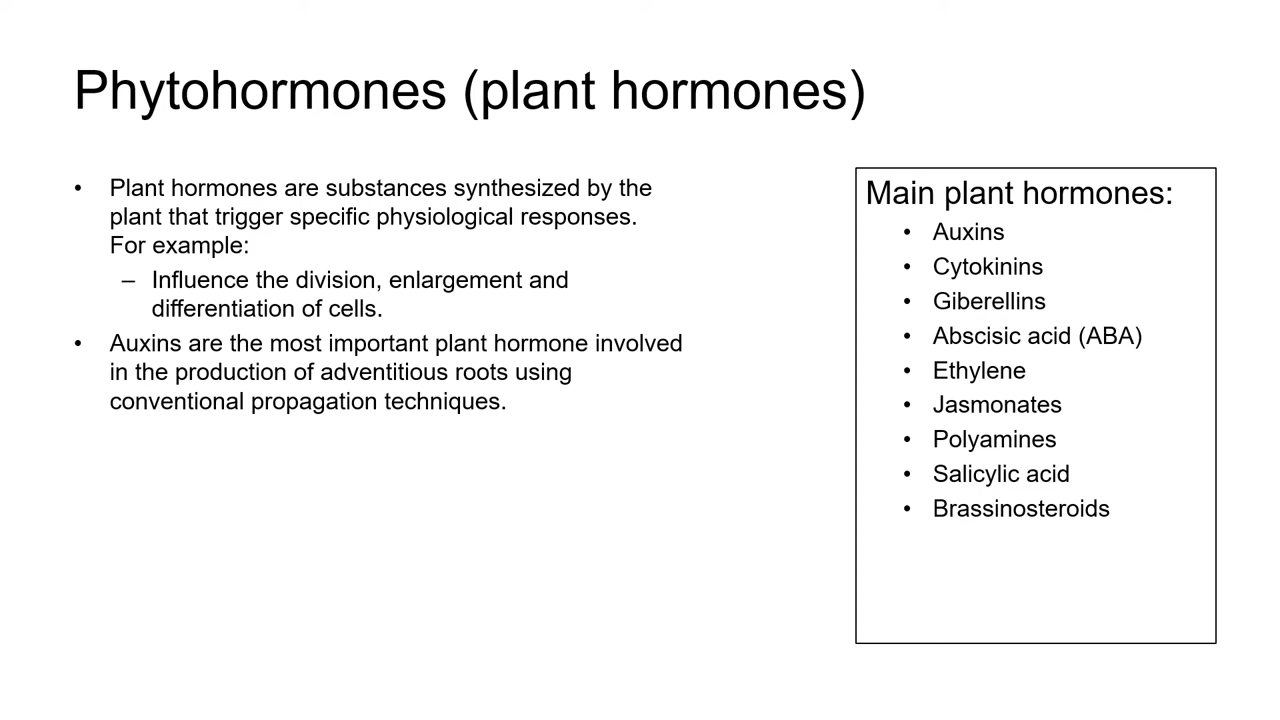 Phytohormones (plant hormones)
• Plant hormones are substances synthesized by the
plant that trigger specific physiological responses.
For example:
– Influence the division, enlargement and
differentiation of cells.
• Auxins are the most important plant hormone involved
in the production of adventitious roots using
conventional propagation techniques.
Main plant hormones:
• Auxins
• Cytokinins
• Giberellins
• Abscisic acid (ABA)
• Ethylene
• Jasmonates
• Polyamines
• Salicylic acid
• Brassinosteroids